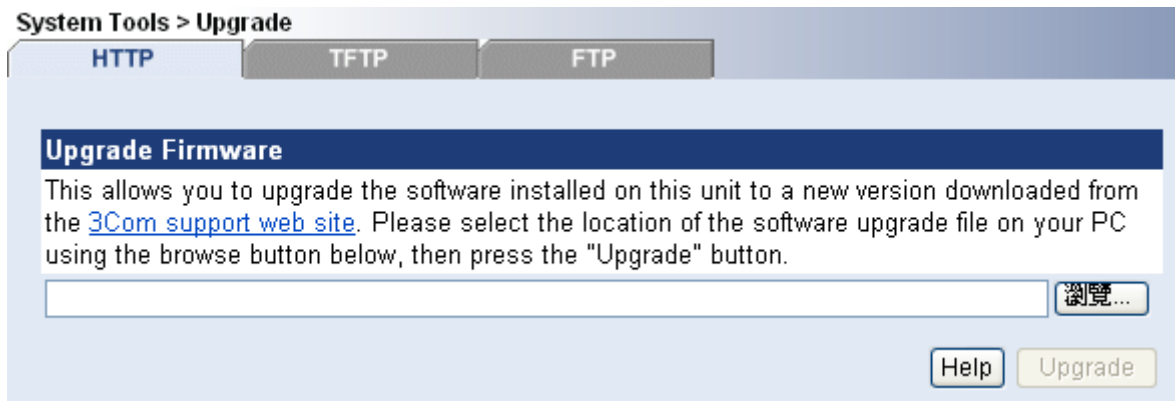 System Tools > Upgrade
HTTP TFTP FTP
Upgrade Firmware
This allows you to upgrade the software installed on this unit to a new version downloaded from
the 3Com support web site. Please select the location of the software upgrade file on your PC
using the browse button below, then press the "Upgrade" button.
瀏覽...
Help Upgrade